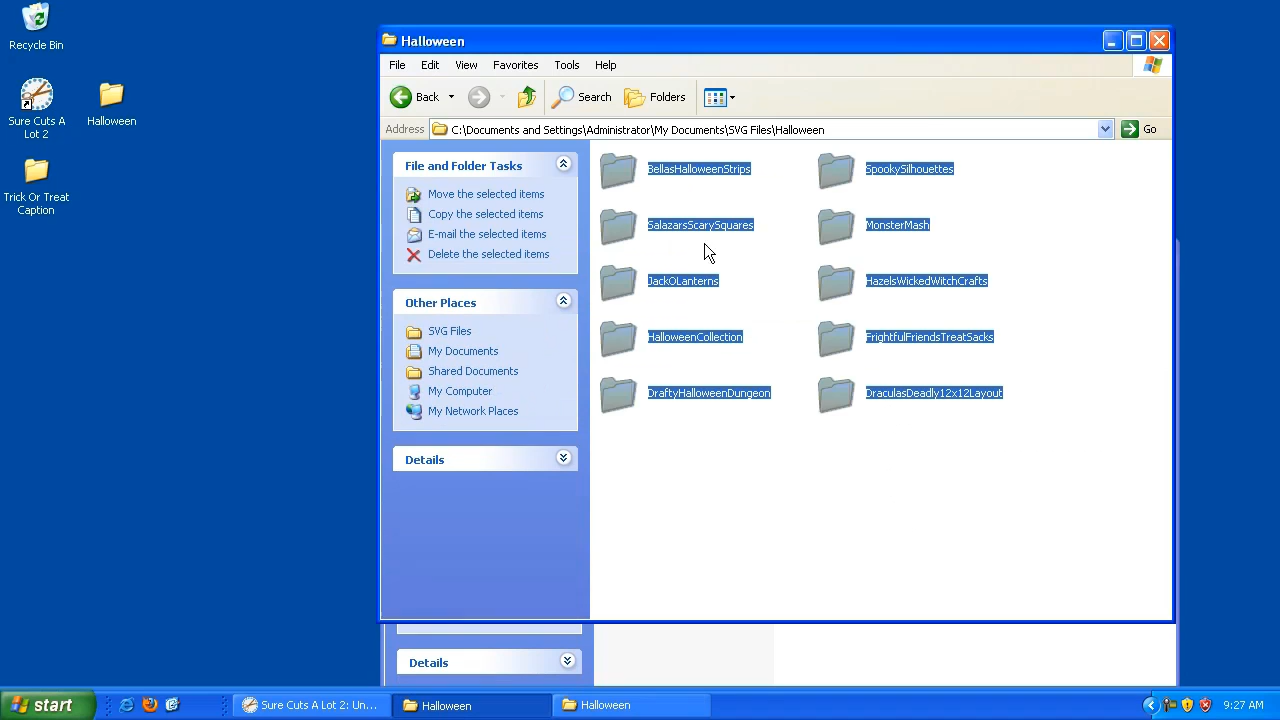 Recycle Bin
Sure Cuts A
Lot 2
Halloween
Trick Or Treat
Caption
Halloween
File Edit View Favorites Tools Help
Back Search Folders
Address C:\Documents and Settings\Administrator\My Documents\SVG Files\Halloween Go
File and Folder Tasks
Move the selected items
Copy the selected items
E-mail the selected items
Delete the selected items
Other Places
SVG Files
My Documents
Shared Documents
My Computer
My Network Places
Details
BellasHalloweenStrips SpookySilhouettes
SalazarsScarySquares MonsterMash
JackOLanterns HazelsWickedWitchCrafts
HalloweenCollection FrightfulFriendsTreatSacks
DraftyHalloweenDungeon DraculasDeadly12x12Layout
Details
start Sure Cuts A Lot 2: Un... Halloween Halloween 9:27 AM